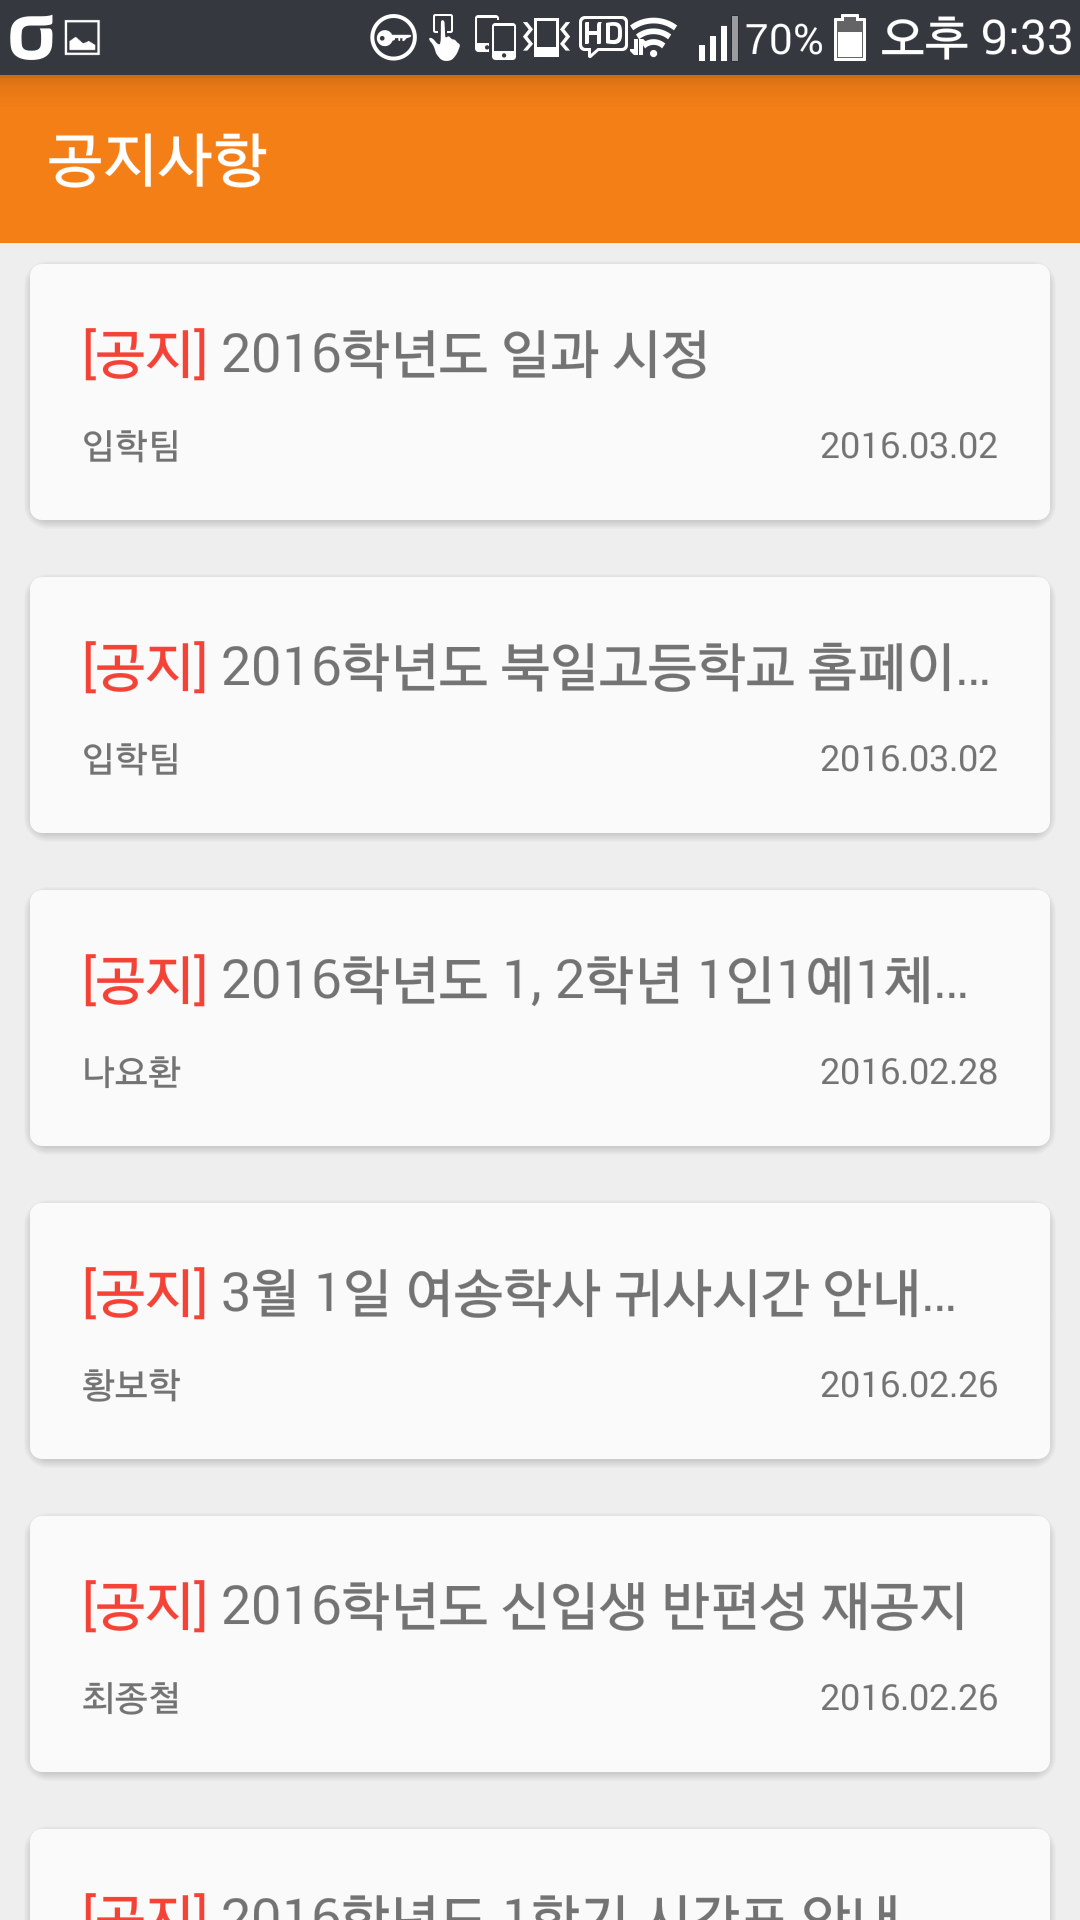 HD 70% 오후 9:33
공지사항
[공지] 2016학년도 일과 시정
입학팀 2016.03.02
[공지] 2016학년도 북일고등학교 홈페이...
입학팀 2016.03.02
[공지] 2016학년도 1, 2학년 1인1예1체...
나요환 2016.02.28
[공지] 3월 1일 여송학사 귀사시간 안내...
황보학 2016.02.26
[공지] 2016학년도 신입생 반편성 재공지
최종철 2016.02.26
[공지] 2016학년도 1학기 시간표 안내